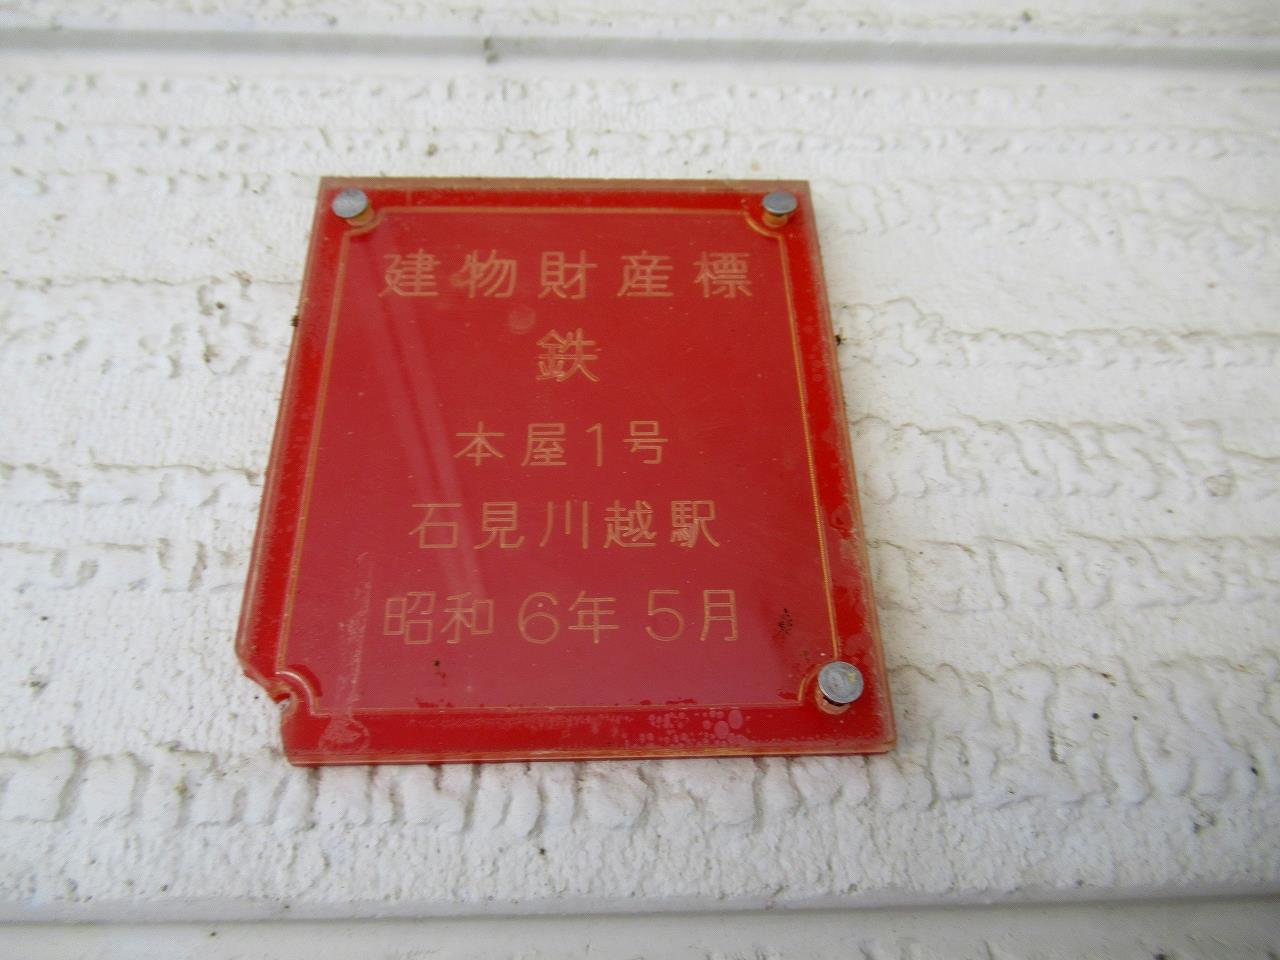 建物財産標
鉄
本屋1号
石見川越駅
昭和6年5月